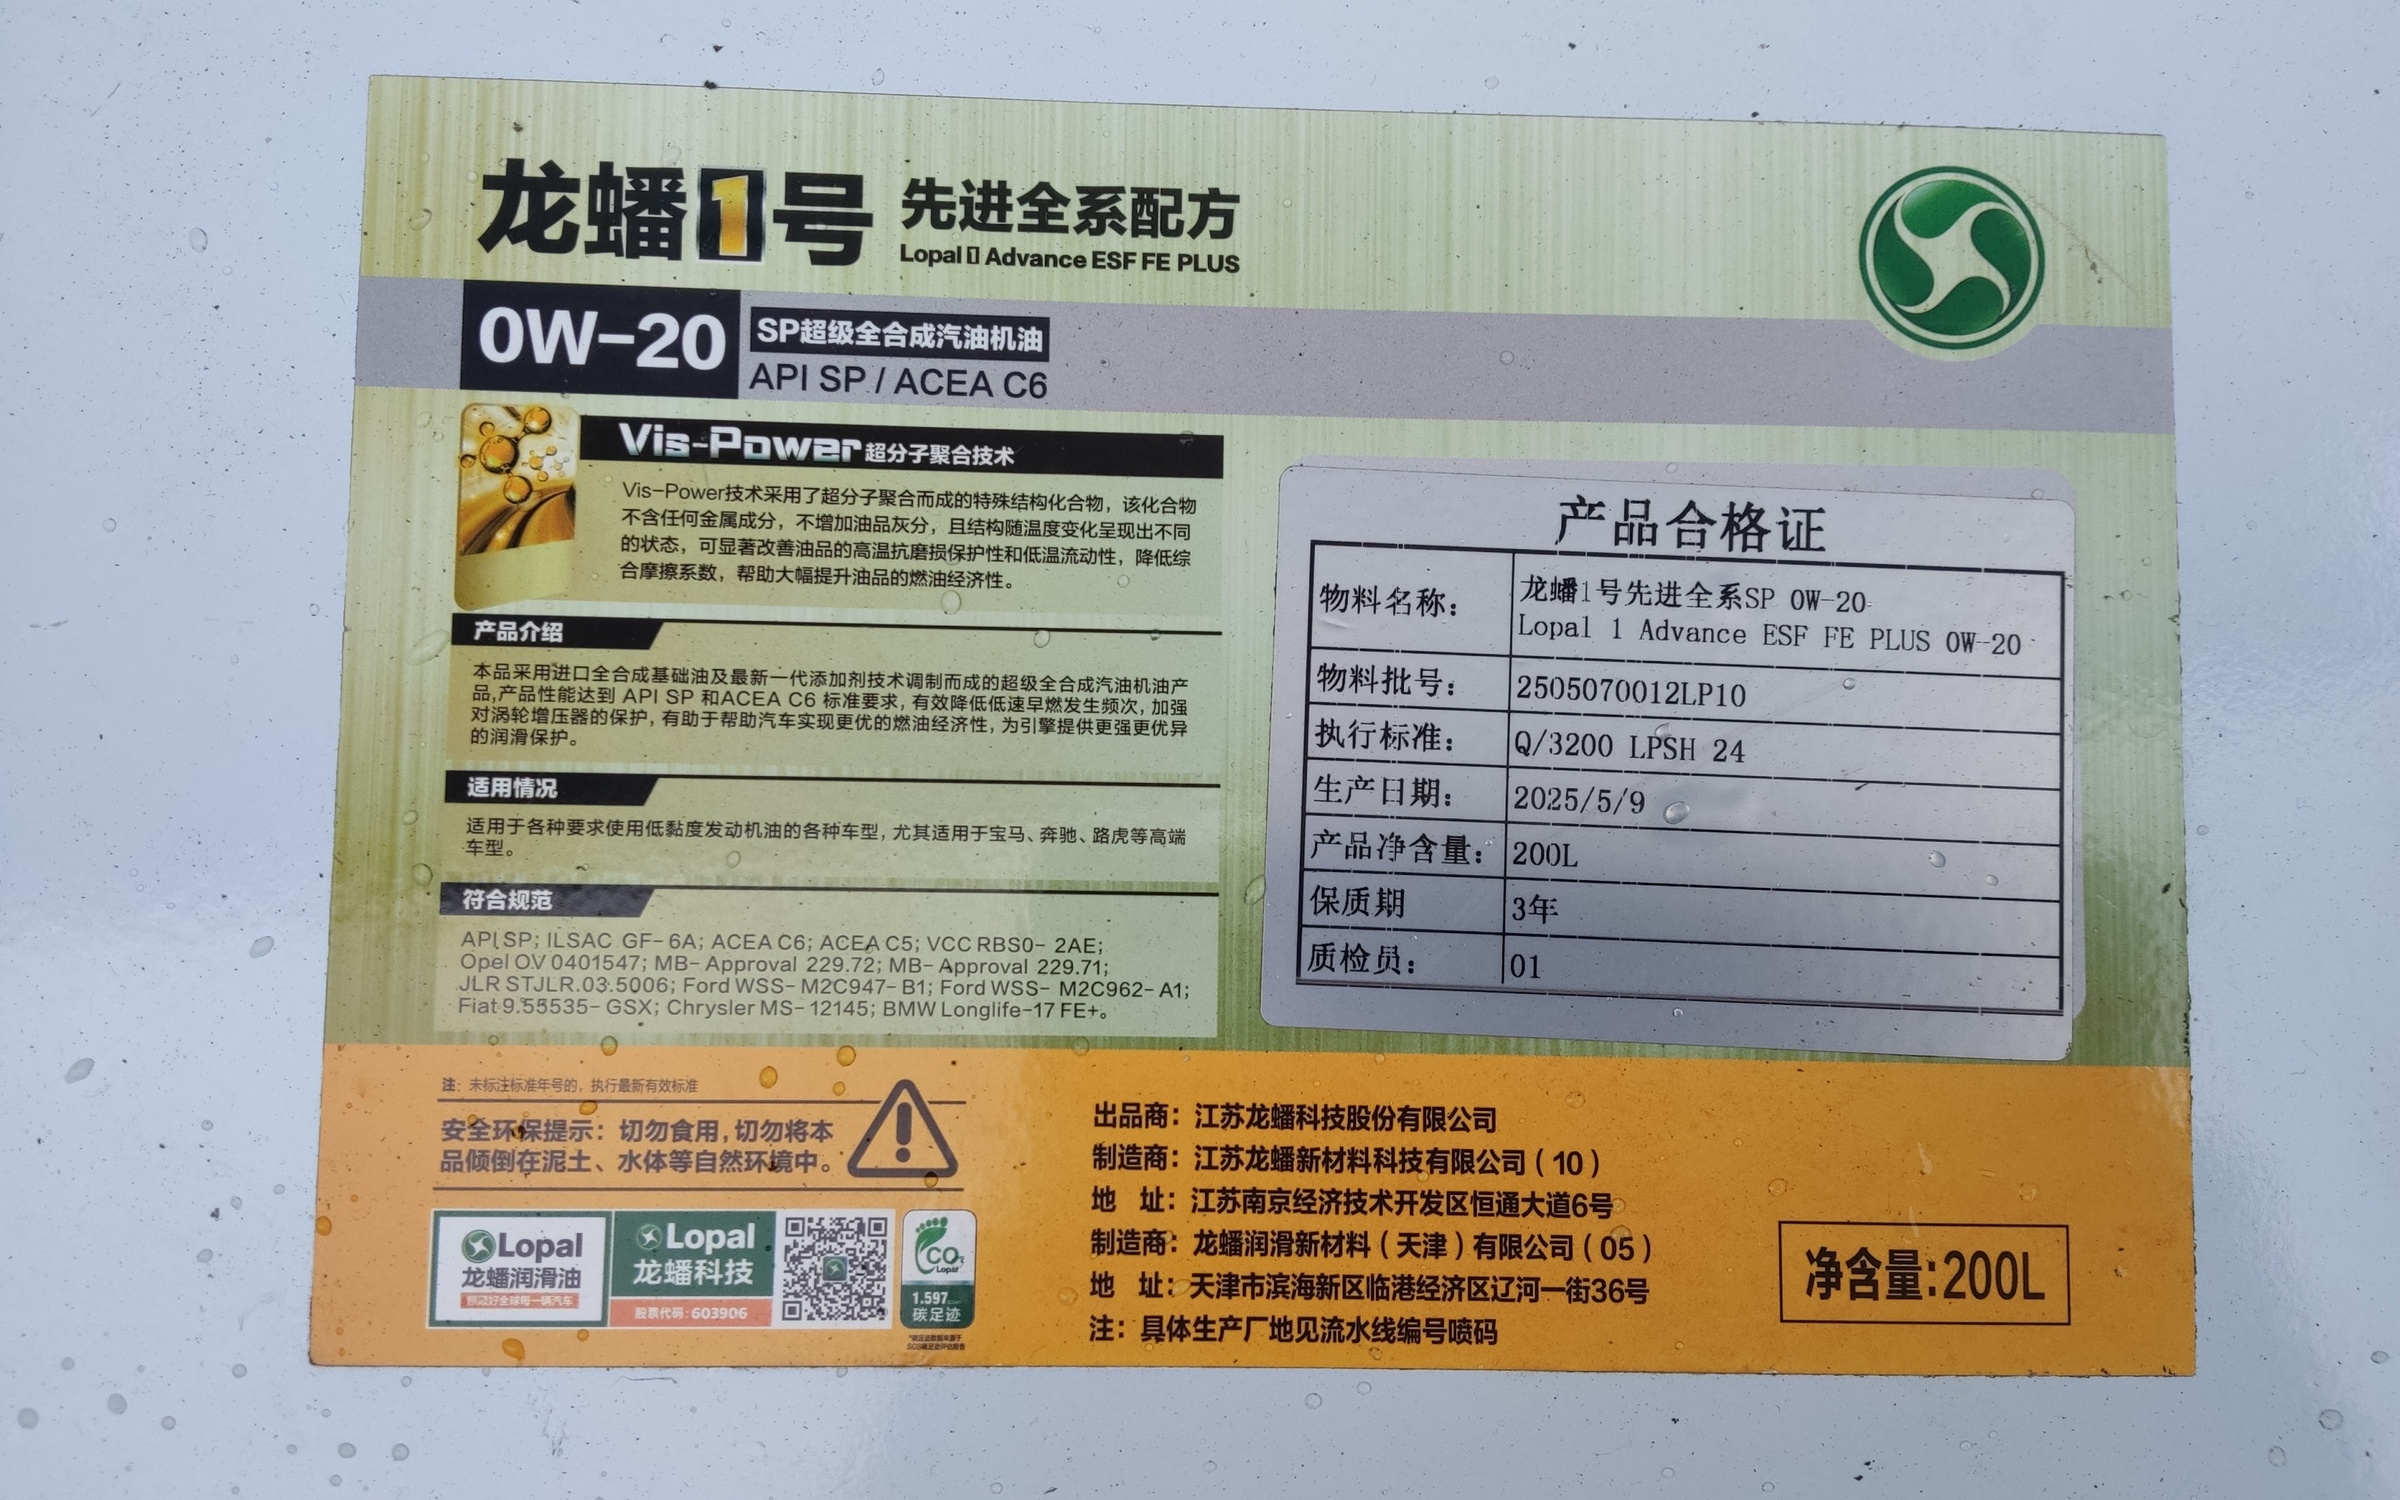 龙蟠1号
先进全系配方
Lopal 1 Advance ESF FE PLUS
0W-20
SP超级全合成汽油机油
API SP / ACEA C6
Vis-Power超分子聚合技术
Vis-Power技术采用了超分子聚合而成的特殊结构化合物，该化合物
不含任何金属成分，不增加油品灰分，且结构随温度变化呈现出不同
的状态，可显著改善油品的高温抗磨损保护性和低温流动性，降低综
合摩擦系数，帮助大幅提升油品的燃油经济性。
产品介绍
本品采用进口全合成基础油及最新一代添加剂技术调制而成的超级全合成汽油机油产
品,产品性能达到 API SP 和ACEA C6 标准要求, 有效降低低速早燃发生频次, 加强
对涡轮增压器的保护, 有助于帮助汽车实现更优的燃油经济性, 为引擎提供更强更优异
的润滑保护。
适用情况
适用于各种要求使用低黏度发动机油的各种车型, 尤其适用于宝马、奔驰、路虎等高端
车型。
符合规范
API SP; ILSAC GF-6A; ACEA C6; ACEA C5; VCC RBS0-2AE;
Opel OV 0401547; MB-Approval 229.72; MB-Approval 229.71;
JLR STJLR.03.5006; Ford WSS-M2C947-B1; Ford WSS-M2C962-A1;
Fiat 9.55535-GSX; Chrysler MS-12145; BMW Longlife-17 FE+。
产品合格证
物料名称： 龙蟠1号先进全系SP 0W-20
Lopal 1 Advance ESF FE PLUS 0W-20
物料批号： 2505070012LP10
执行标准： Q/3200 LPSH 24
生产日期： 2025/5/9
产品净含量： 200L
保质期 3年
质检员： 01
注：未标注标准年号的，执行最新有效标准
安全环保提示：切勿食用, 切勿将本
品倾倒在泥土、水体等自然环境中。
Lopal
龙蟠润滑油
Lopal
龙蟠科技
股票代码: 603906
CO₂
Lopal
1.597
碳足迹
出品商：江苏龙蟠科技股份有限公司
制造商：江苏龙蟠新材料科技有限公司（10）
地 址：江苏南京经济技术开发区恒通大道6号
制造商：龙蟠润滑新材料（天津）有限公司（05）
地 址：天津市滨海新区临港经济区辽河一街36号
注：具体生产厂地见流水线编号喷码
净含量:200L